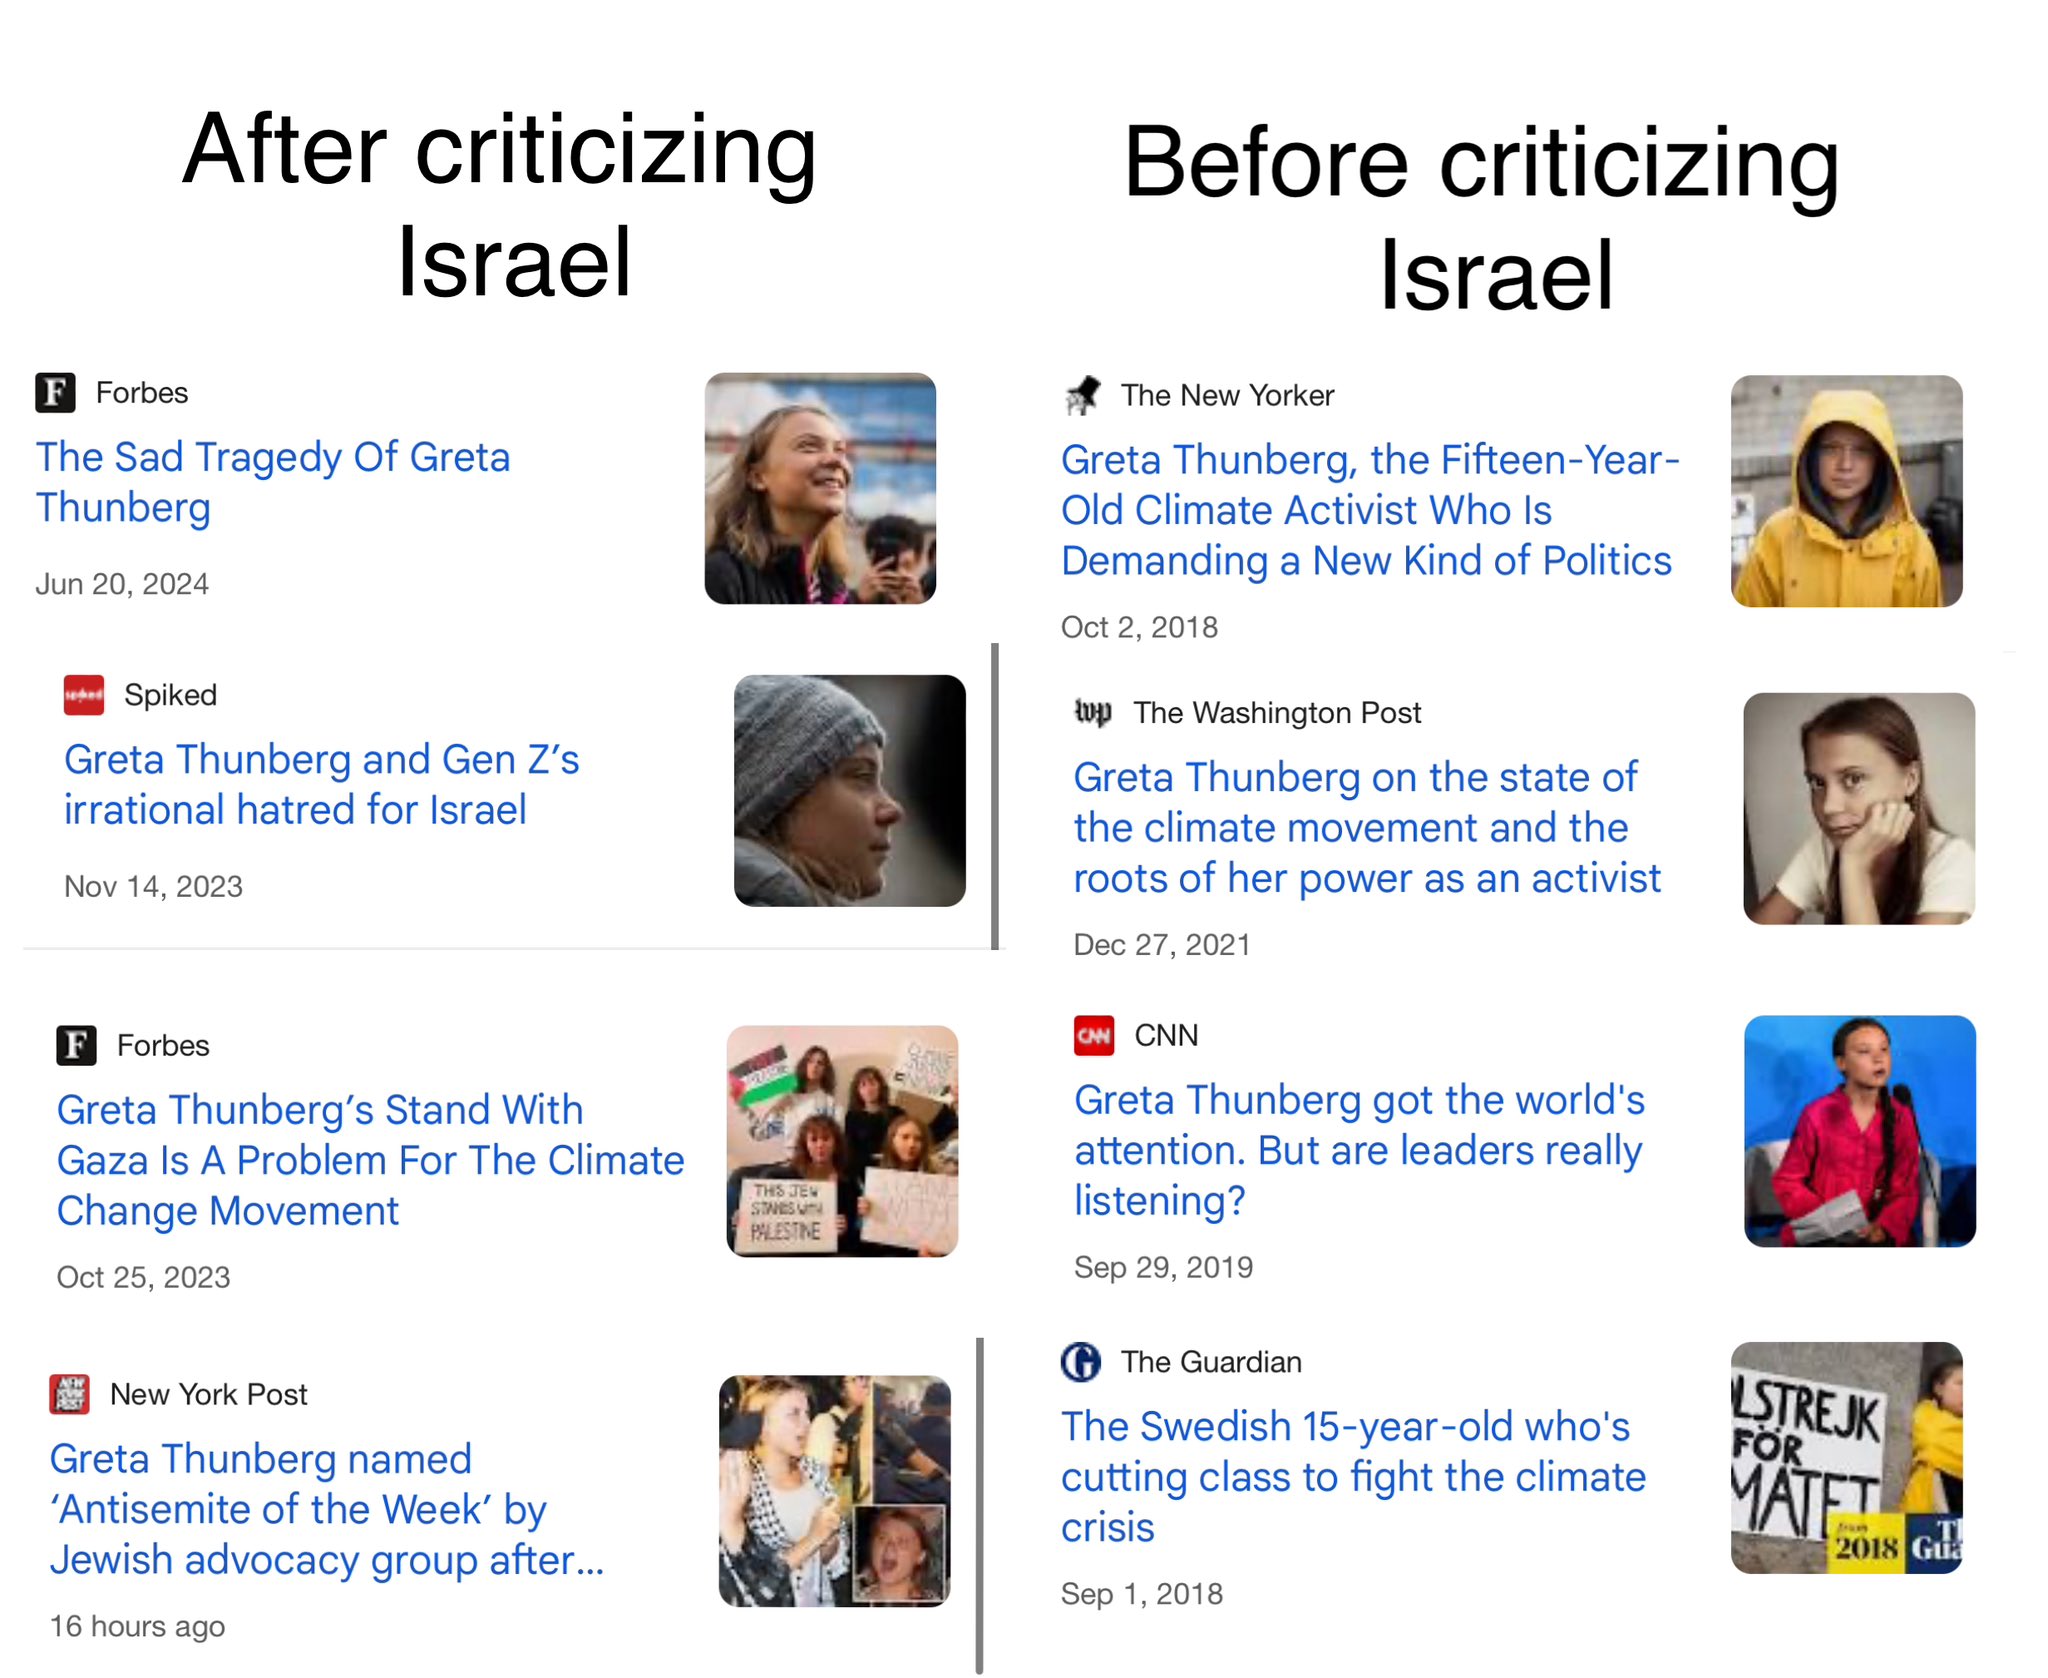 After criticizing
Israel
Forbes
The Sad Tragedy Of Greta
Thunberg
Jun 20, 2024
spiked
Spiked
Greta Thunberg and Gen Z’s
irrational hatred for Israel
Nov 14, 2023
Forbes
Greta Thunberg’s Stand With
Gaza Is A Problem For The Climate
Change Movement
Oct 25, 2023
THIS JEW
STANDS WITH
PALESTINE
NEW
YORK
POST
New York Post
Greta Thunberg named
‘Antisemite of the Week’ by
Jewish advocacy group after...
16 hours ago
Before criticizing
Israel
The New Yorker
Greta Thunberg, the Fifteen-Year-
Old Climate Activist Who Is
Demanding a New Kind of Politics
Oct 2, 2018
wp
The Washington Post
Greta Thunberg on the state of
the climate movement and the
roots of her power as an activist
Dec 27, 2021
CNN
CNN
Greta Thunberg got the world's
attention. But are leaders really
listening?
Sep 29, 2019
G
The Guardian
The Swedish 15-year-old who's
cutting class to fight the climate
crisis
Sep 1, 2018
LSTREJK
FÖR
MATET
from
2018
Gua